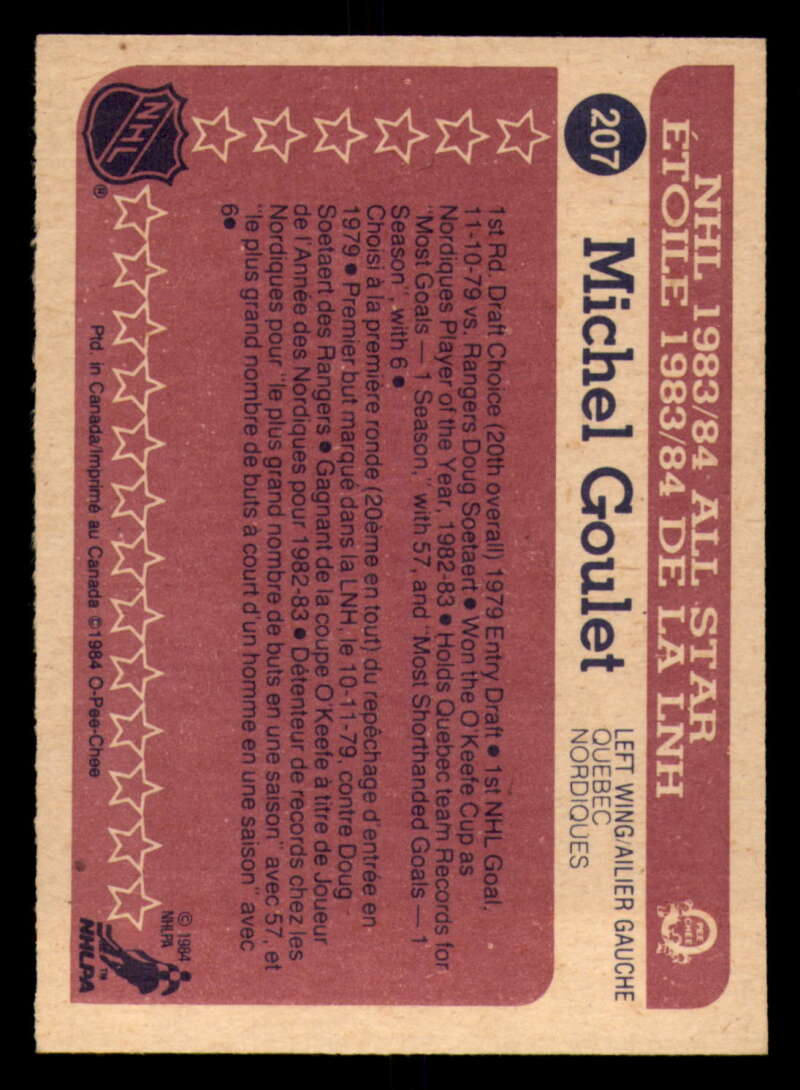 NHL 1983/84 ALL STAR
ÉTOILE 1983/84 DE LA LNH
O PEE CHEE
207
Michel Goulet
LEFT WING/AILIER GAUCHE
QUEBEC
NORDIQUES
1st Rd. Draft Choice (20th overall) 1979 Entry Draft • 1st NHL Goal,
11-10-79 vs. Rangers Doug Soetaert • Won the O'Keefe Cup as
Nordiques Player of the Year, 1982-83 • Holds Quebec team Records for
"Most Goals — 1 Season," with 57, and "Most Shorthanded Goals — 1
Season", with 6 •
Choisi à la première ronde (20ème en tout) du repêchage d'entrée en
1979 • Premier but marqué dans la LNH, le 10-11-79, contre Doug
Soetaert des Rangers • Gagnant de la coupe O'Keefe à titre de Joueur
de l'Année des Nordiques pour 1982-83 • Détenteur de records chez les
Nordiques pour "le plus grand nombre de buts en une saison" avec 57, et
"le plus grand nombre de buts à court d'un homme en une saison" avec
6 •
NHL ®
© 1984
NHLPA
NHLPA ™
Ptd. in Canada/Imprimé au Canada ©1984 O-Pee-Chee